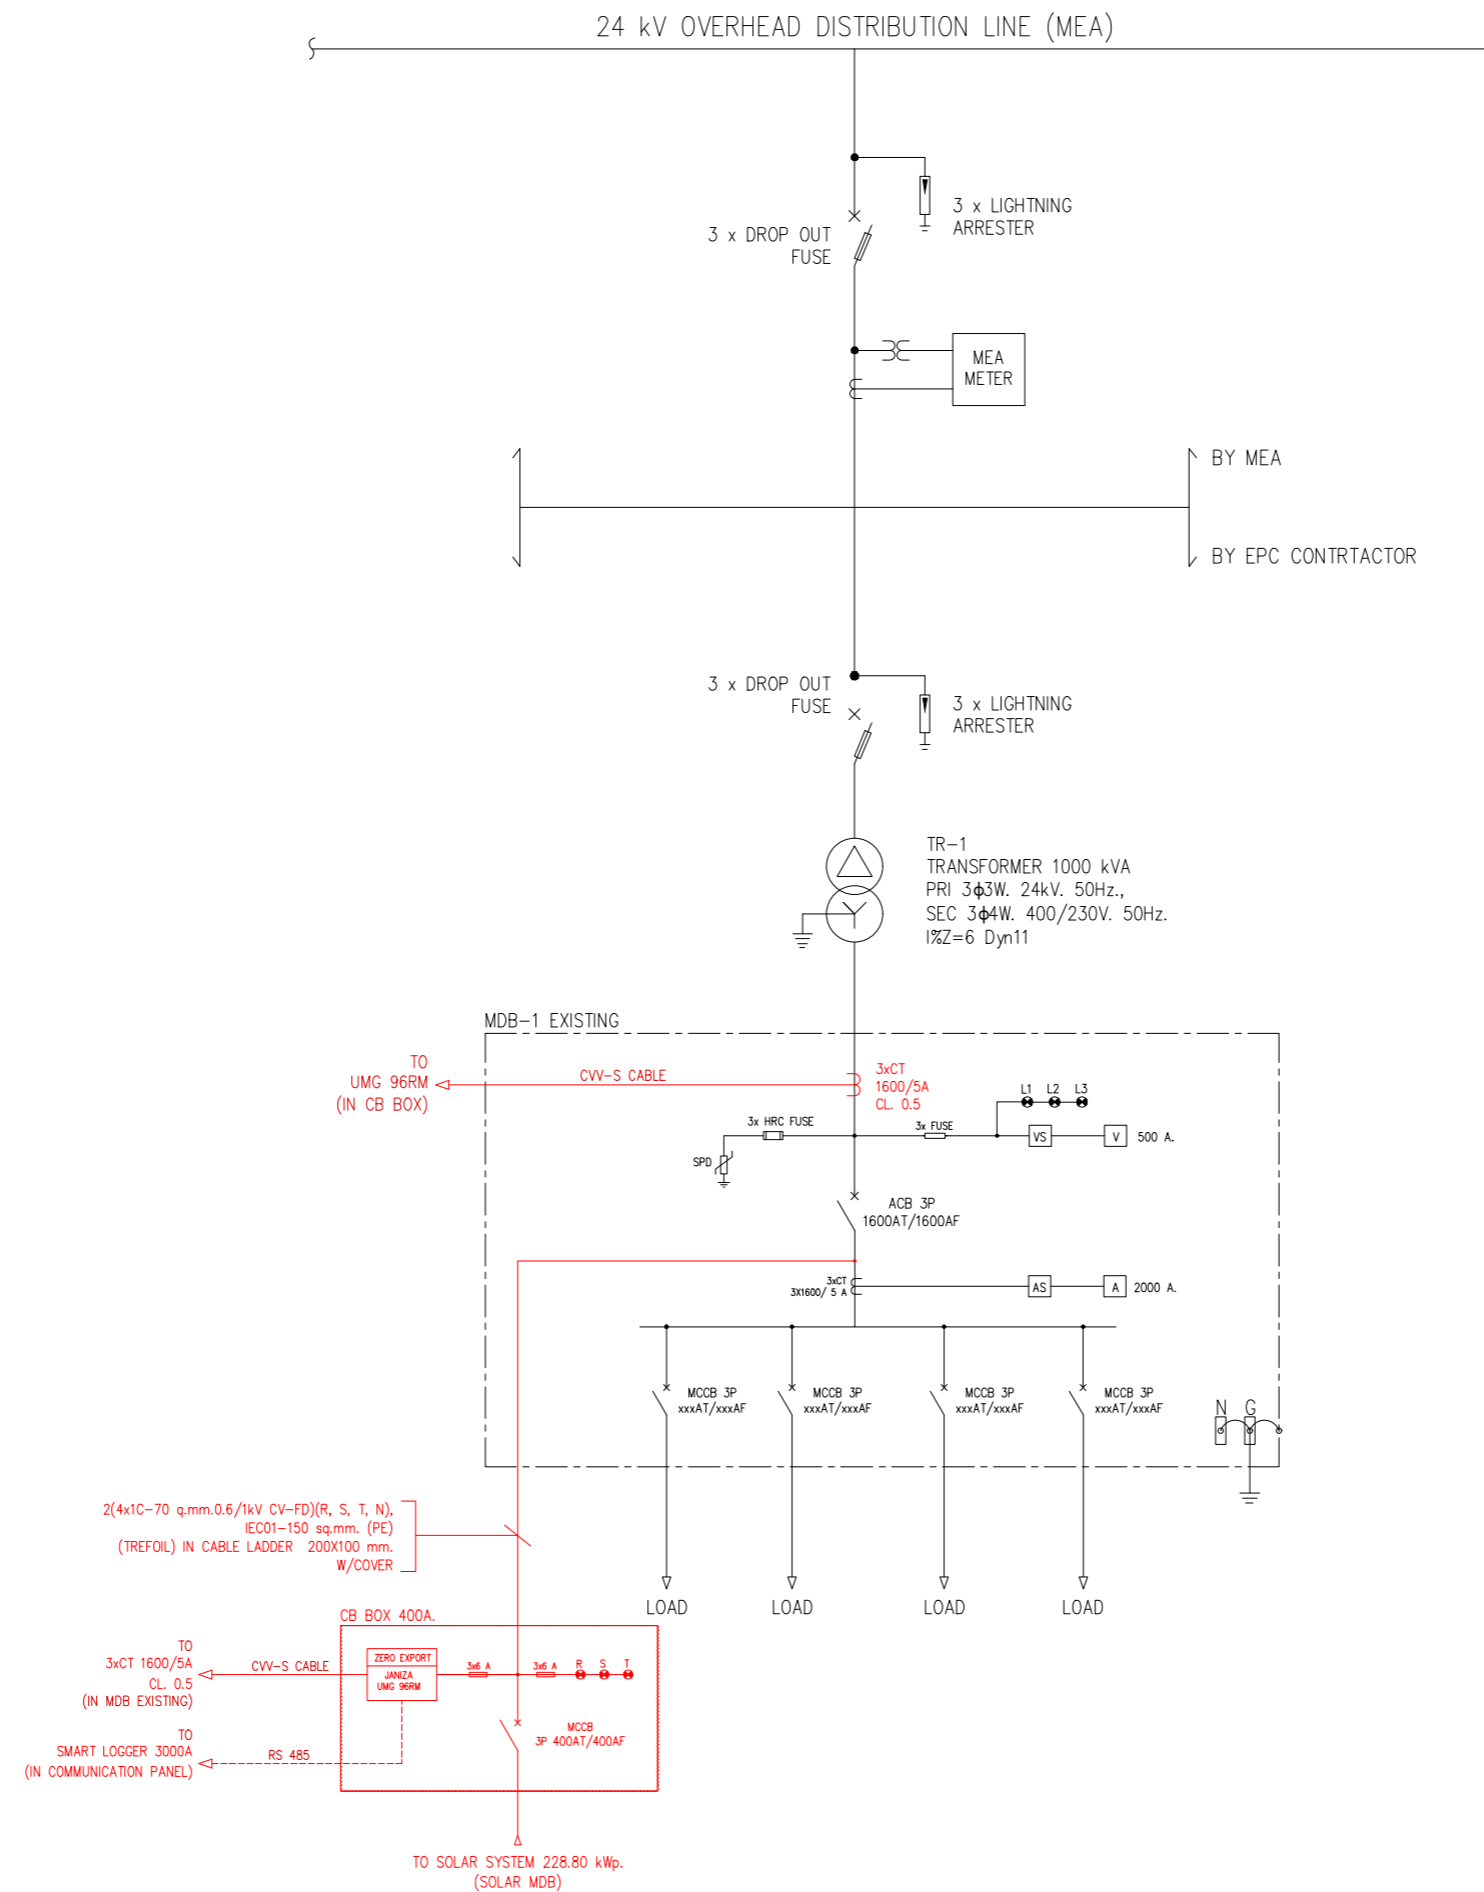 24 kV OVERHEAD DISTRIBUTION LINE (MEA)
3 x LIGHTNING
ARRESTER
3 x DROP OUT
FUSE
MEA
METER
BY MEA
BY EPC CONTRTACTOR
3 x DROP OUT
FUSE
3 x LIGHTNING
ARRESTER
TR-1
TRANSFORMER 1000 kVA
PRI 3ϕ3W. 24kV. 50Hz.,
SEC 3ϕ4W. 400/230V. 50Hz.
I%Z=6 Dyn11
MDB-1 EXISTING
TO
UMG 96RM
(IN CB BOX)
CVV-S CABLE
3xCT
1600/5A
CL. 0.5
L1 L2 L3
3x HRC FUSE
3x FUSE
VS
V
500 A.
SPD
ACB 3P
1600AT/1600AF
3xCT
3X1600/ 5 A
AS
A
2000 A.
MCCB 3P
xxxAT/xxxAF
MCCB 3P
xxxAT/xxxAF
MCCB 3P
xxxAT/xxxAF
MCCB 3P
xxxAT/xxxAF
N G
2(4x1C-70 q.mm.0.6/1kV CV-FD)(R, S, T, N),
IEC01-150 sq.mm. (PE)
(TREFOIL) IN CABLE LADDER 200X100 mm.
W/COVER
LOAD
LOAD
LOAD
LOAD
CB BOX 400A.
TO
3xCT 1600/5A
CL. 0.5
(IN MDB EXISTING)
CVV-S CABLE
ZERO EXPORT
JANIZA
UMG 96RM
3x6 A
3x6 A
R S T
MCCB
3P 400AT/400AF
TO
SMART LOGGER 3000A
(IN COMMUNICATION PANEL)
RS 485
TO SOLAR SYSTEM 228.80 kWp.
(SOLAR MDB)